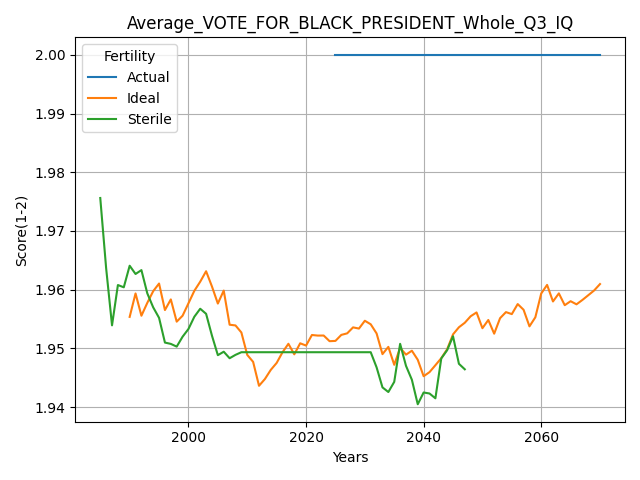 Average_VOTE_FOR_BLACK_PRESIDENT_Whole_Q3_IQ
Fertility
Actual
Ideal
Sterile
2.00
1.99
1.98
1.97
1.96
1.95
1.94
Score(1-2)
2000 2020 2040 2060
Years